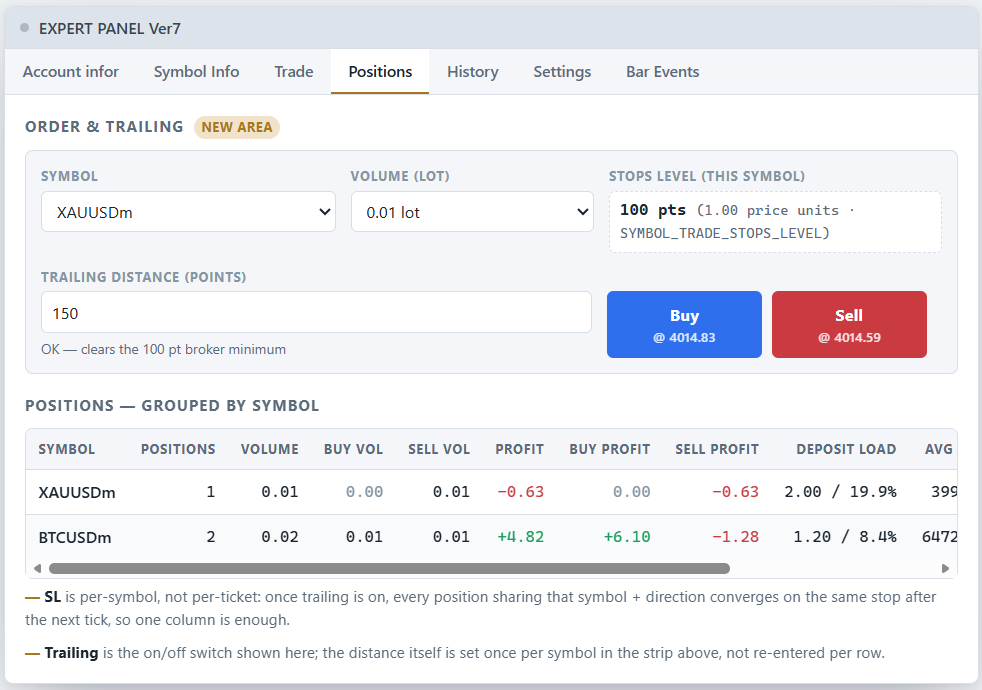 EXPERT PANEL Ver7
Account infor Symbol Info Trade Positions History Settings Bar Events
ORDER & TRAILING NEW AREA
SYMBOL VOLUME (LOT) STOPS LEVEL (THIS SYMBOL)
XAUUSDm 0.01 lot 100 pts (1.00 price units ·
SYMBOL_TRADE_STOPS_LEVEL)
TRAILING DISTANCE (POINTS)
150 Buy Sell
@ 4014.83 @ 4014.59
OK — clears the 100 pt broker minimum
POSITIONS — GROUPED BY SYMBOL
SYMBOL POSITIONS VOLUME BUY VOL SELL VOL PROFIT BUY PROFIT SELL PROFIT DEPOSIT LOAD AVG
XAUUSDm 1 0.01 0.00 0.01 −0.63 0.00 −0.63 2.00 / 19.9% 399
BTCUSDm 2 0.02 0.01 0.01 +4.82 +6.10 −1.28 1.20 / 8.4% 6472
— SL is per-symbol, not per-ticket: once trailing is on, every position sharing that symbol + direction converges on the same stop after
the next tick, so one column is enough.
— Trailing is the on/off switch shown here; the distance itself is set once per symbol in the strip above, not re-entered per row.